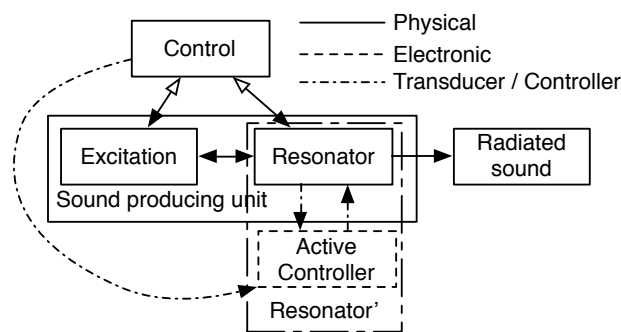 Control
Physical
Electronic
Transducer / Controller
Excitation
Resonator
Radiated
sound
Sound producing unit
Active
Controller
Resonator’